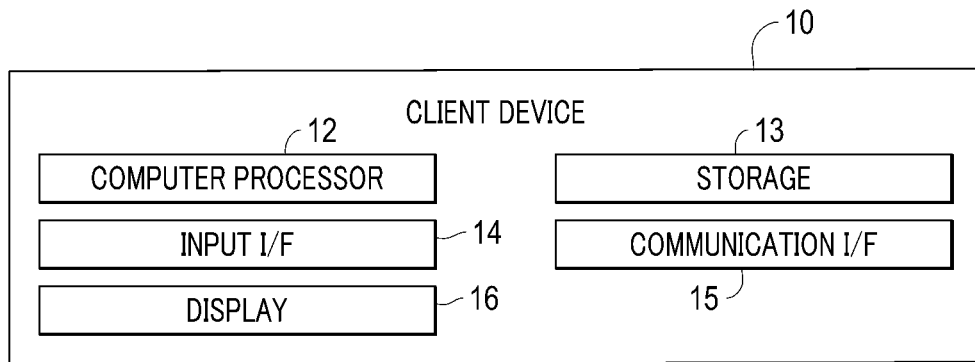 10
CLIENT DEVICE
12
COMPUTER PROCESSOR
13
STORAGE
INPUT I/F
14
COMMUNICATION I/F
15
DISPLAY
16